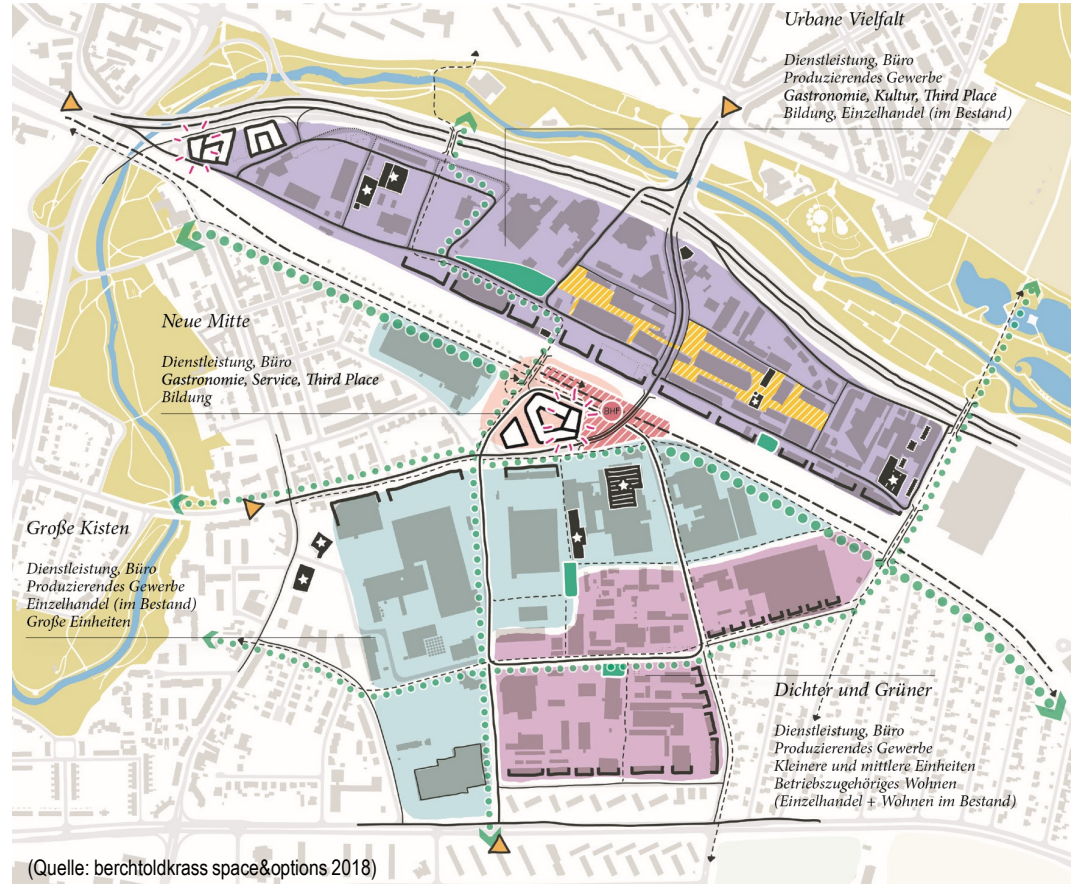 Urbane Vielfalt
Dienstleistung, Büro
Produzierendes Gewerbe
Gastronomie, Kultur, Third Place
Bildung, Einzelhandel (im Bestand)
Neue Mitte
Dienstleistung, Büro
Gastronomie, Service, Third Place
Bildung
BHF
Große Kisten
Dienstleistung, Büro
Produzierendes Gewerbe
Einzelhandel (im Bestand)
Große Einheiten
Dichter und Grüner
Dienstleistung, Büro
Produzierendes Gewerbe
Kleinere und mittlere Einheiten
Betriebszugehöriges Wohnen
(Einzelhandel + Wohnen im Bestand)
(Quelle: berchtoldkrass space&options 2018)